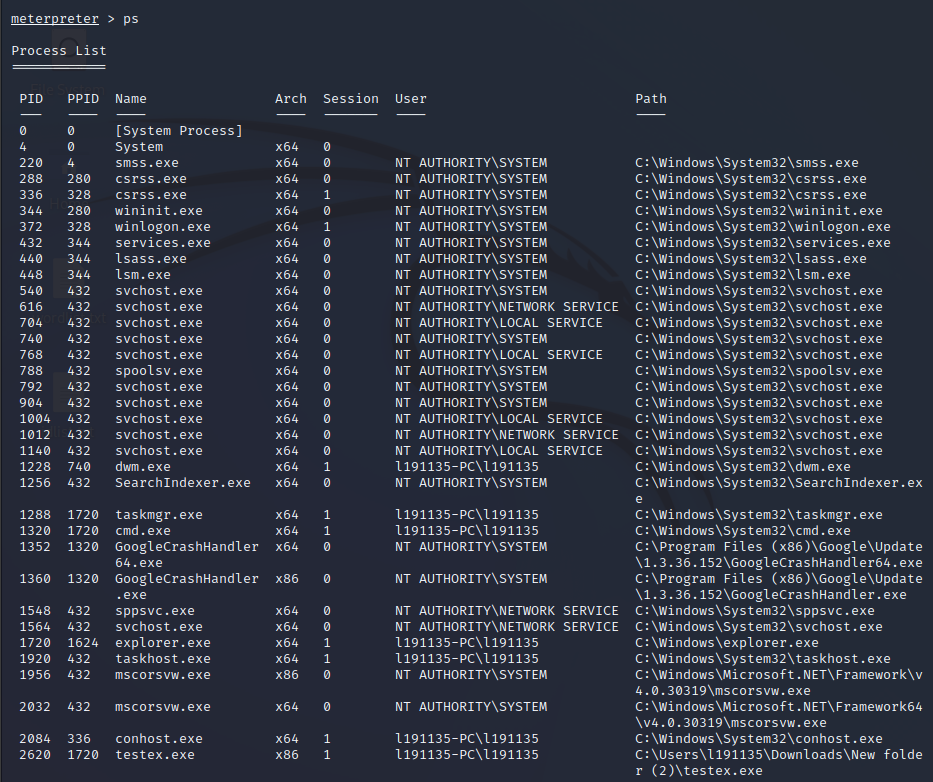 meterpreter > ps
Process List
PID PPID Name Arch Session User Path
0 0 [System Process]
4 0 System x64 0
220 4 smss.exe x64 0 NT AUTHORITY\SYSTEM C:\Windows\System32\smss.exe
288 280 csrss.exe x64 0 NT AUTHORITY\SYSTEM C:\Windows\System32\csrss.exe
336 328 csrss.exe x64 1 NT AUTHORITY\SYSTEM C:\Windows\System32\csrss.exe
344 280 wininit.exe x64 0 NT AUTHORITY\SYSTEM C:\Windows\System32\wininit.exe
372 328 winlogon.exe x64 1 NT AUTHORITY\SYSTEM C:\Windows\System32\winlogon.exe
432 344 services.exe x64 0 NT AUTHORITY\SYSTEM C:\Windows\System32\services.exe
440 344 lsass.exe x64 0 NT AUTHORITY\SYSTEM C:\Windows\System32\lsass.exe
448 344 lsm.exe x64 0 NT AUTHORITY\SYSTEM C:\Windows\System32\lsm.exe
540 432 svchost.exe x64 0 NT AUTHORITY\SYSTEM C:\Windows\System32\svchost.exe
616 432 svchost.exe x64 0 NT AUTHORITY\NETWORK SERVICE C:\Windows\System32\svchost.exe
704 432 svchost.exe x64 0 NT AUTHORITY\LOCAL SERVICE C:\Windows\System32\svchost.exe
740 432 svchost.exe x64 0 NT AUTHORITY\SYSTEM C:\Windows\System32\svchost.exe
768 432 svchost.exe x64 0 NT AUTHORITY\LOCAL SERVICE C:\Windows\System32\svchost.exe
788 432 spoolsv.exe x64 0 NT AUTHORITY\SYSTEM C:\Windows\System32\spoolsv.exe
792 432 svchost.exe x64 0 NT AUTHORITY\SYSTEM C:\Windows\System32\svchost.exe
904 432 svchost.exe x64 0 NT AUTHORITY\SYSTEM C:\Windows\System32\svchost.exe
1004 432 svchost.exe x64 0 NT AUTHORITY\LOCAL SERVICE C:\Windows\System32\svchost.exe
1012 432 svchost.exe x64 0 NT AUTHORITY\NETWORK SERVICE C:\Windows\System32\svchost.exe
1140 432 svchost.exe x64 0 NT AUTHORITY\LOCAL SERVICE C:\Windows\System32\svchost.exe
1228 740 dwm.exe x64 1 l191135-PC\l191135 C:\Windows\System32\dwm.exe
1256 432 SearchIndexer.exe x64 0 NT AUTHORITY\SYSTEM C:\Windows\System32\SearchIndexer.ex
e
1288 1720 taskmgr.exe x64 1 l191135-PC\l191135 C:\Windows\System32\taskmgr.exe
1320 1720 cmd.exe x64 1 l191135-PC\l191135 C:\Windows\System32\cmd.exe
1352 1320 GoogleCrashHandler x64 0 NT AUTHORITY\SYSTEM C:\Program Files (x86)\Google\Update
64.exe \1.3.36.152\GoogleCrashHandler64.exe
1360 1320 GoogleCrashHandler x86 0 NT AUTHORITY\SYSTEM C:\Program Files (x86)\Google\Update
.exe \1.3.36.152\GoogleCrashHandler.exe
1548 432 sppsvc.exe x64 0 NT AUTHORITY\NETWORK SERVICE C:\Windows\System32\sppsvc.exe
1564 432 svchost.exe x64 0 NT AUTHORITY\NETWORK SERVICE C:\Windows\System32\svchost.exe
1720 1624 explorer.exe x64 1 l191135-PC\l191135 C:\Windows\explorer.exe
1920 432 taskhost.exe x64 1 l191135-PC\l191135 C:\Windows\System32\taskhost.exe
1956 432 mscorsvw.exe x86 0 NT AUTHORITY\SYSTEM C:\Windows\Microsoft.NET\Framework\v
4.0.30319\mscorsvw.exe
2032 432 mscorsvw.exe x64 0 NT AUTHORITY\SYSTEM C:\Windows\Microsoft.NET\Framework64
\v4.0.30319\mscorsvw.exe
2084 336 conhost.exe x64 1 l191135-PC\l191135 C:\Windows\System32\conhost.exe
2620 1720 testex.exe x86 1 l191135-PC\l191135 C:\Users\l191135\Downloads\New folde
r (2)\testex.exe